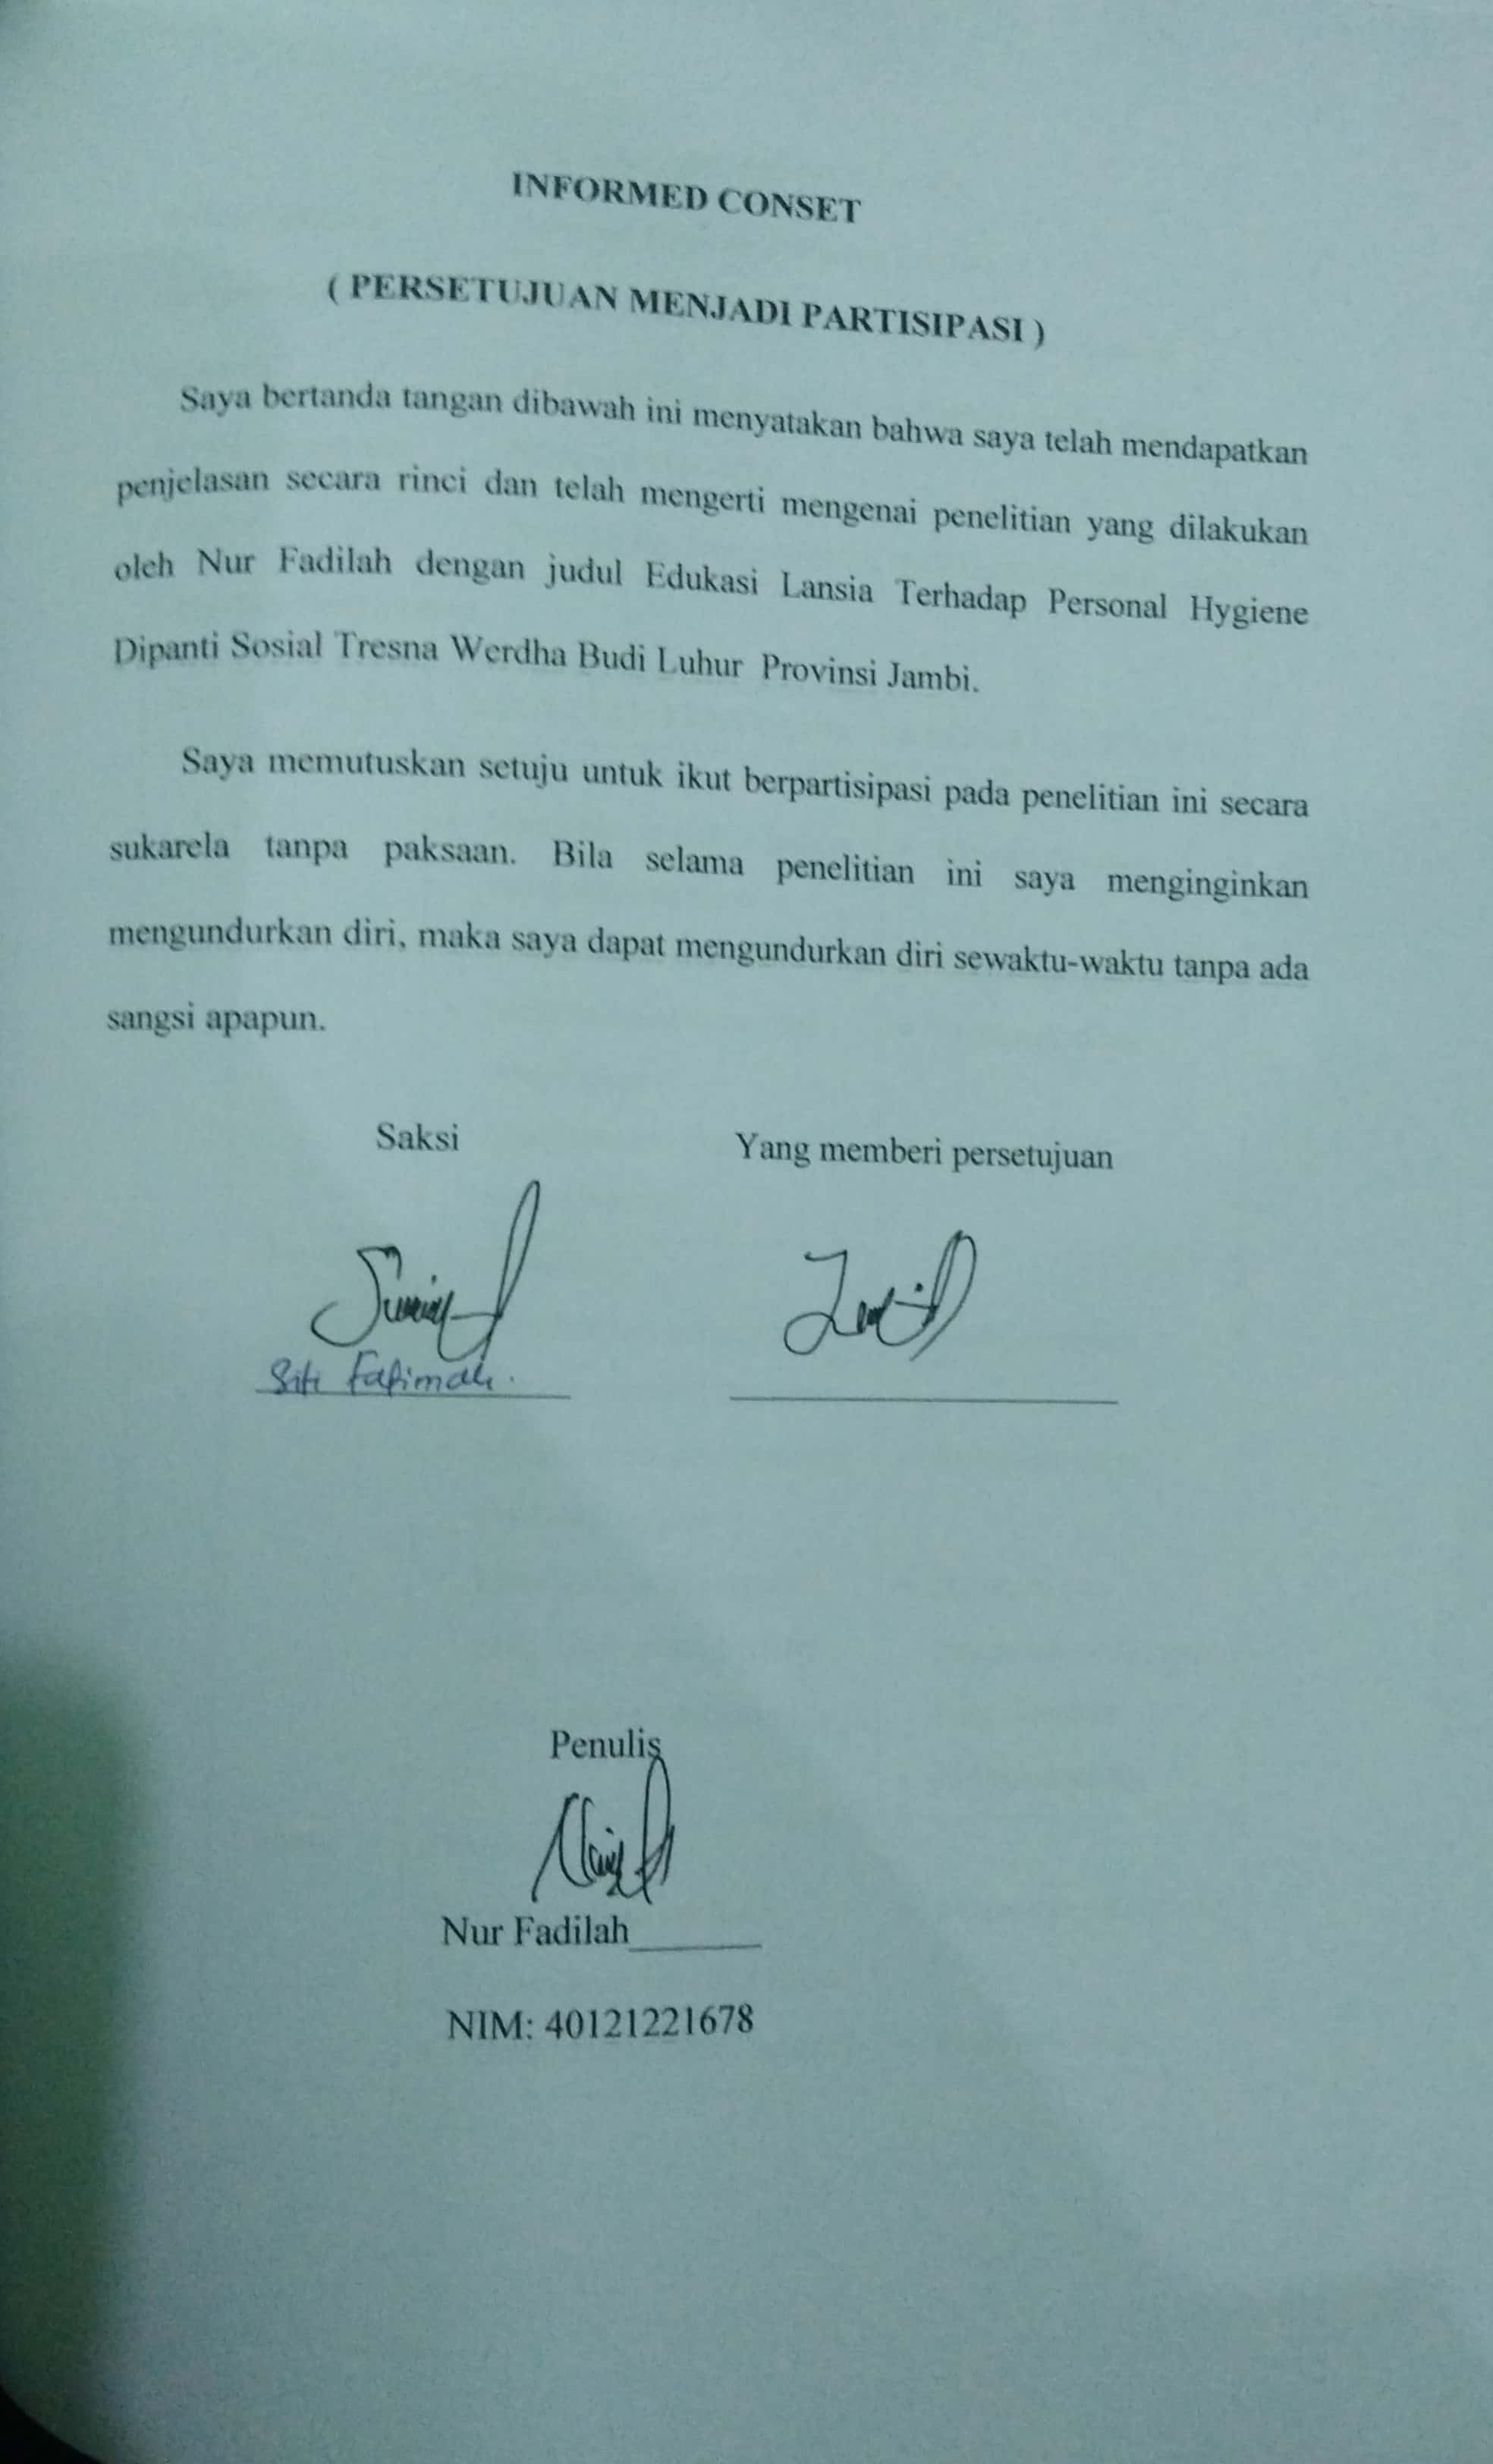 INFORMED CONSET
( PERSETUJUAN MENJADI PARTISIPASI )
Saya bertanda tangan dibawah ini menyatakan bahwa saya telah mendapatkan
penjelasan secara rinci dan telah mengerti mengenai penelitian yang dilakukan
oleh Nur Fadilah dengan judul Edukasi Lansia Terhadap Personal Hygiene
Dipanti Sosial Tresna Werdha Budi Luhur Provinsi Jambi.
Saya memutuskan setuju untuk ikut berpartisipasi pada penelitian ini secara
sukarela tanpa paksaan. Bila selama penelitian ini saya menginginkan
mengundurkan diri, maka saya dapat mengundurkan diri sewaktu-waktu tanpa ada
sangsi apapun.
Saksi Yang memberi persetujuan
Siti Fatimah.
Penulis
Nur Fadilah
NIM: 40121221678